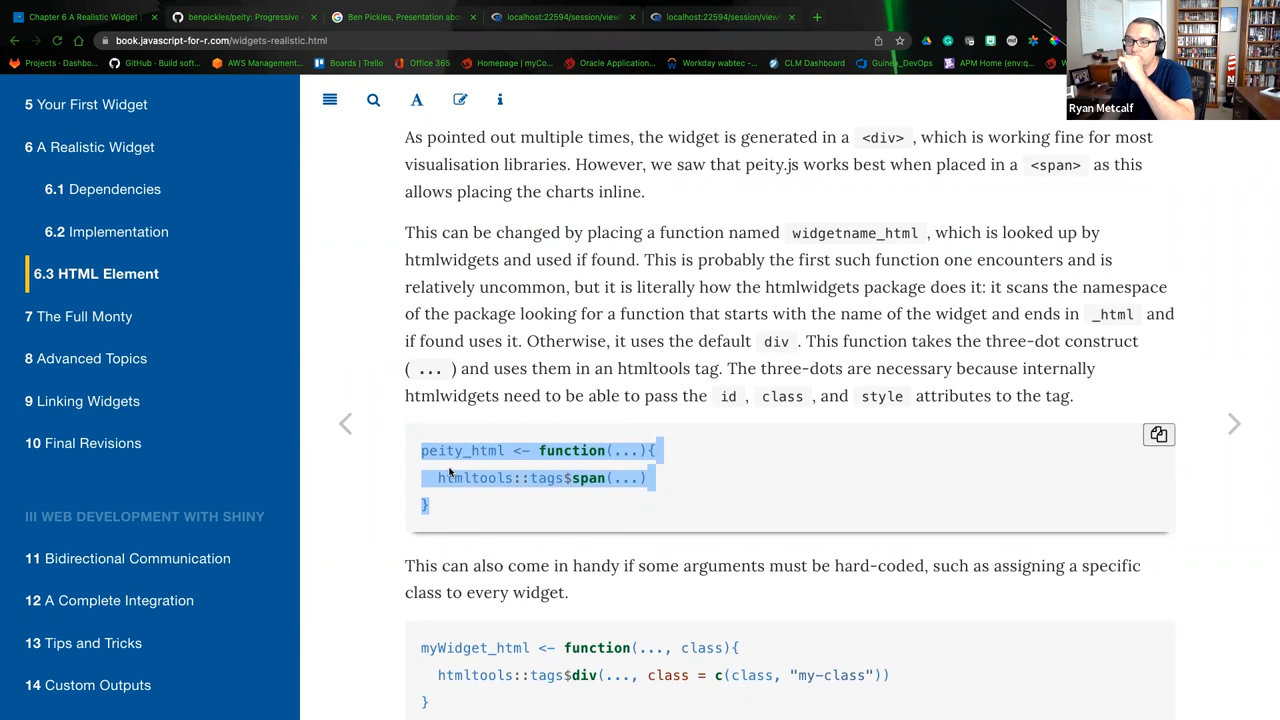 Chapter 6 A Realistic Widget
benpickles/peity: Progressive
Ben Pickles, Presentation abo
localhost:22594/session/view
localhost:22594/session/view
book.javascript-for-r.com/widgets-realistic.html
Projects - Dashbo...
GitHub · Build soft...
AWS Management...
Boards | Trello
Office 365
Homepage | myCo...
Oracle Application...
Workday wabtec -...
CLM Dashboard
Guinea_DevOps
APM Home (env:q...
Ryan Metcalf
5 Your First Widget
6 A Realistic Widget
6.1 Dependencies
6.2 Implementation
6.3 HTML Element
7 The Full Monty
8 Advanced Topics
9 Linking Widgets
10 Final Revisions
III WEB DEVELOPMENT WITH SHINY
11 Bidirectional Communication
12 A Complete Integration
13 Tips and Tricks
14 Custom Outputs
As pointed out multiple times, the widget is generated in a <div>, which is working fine for most
visualisation libraries. However, we saw that peity.js works best when placed in a <span> as this
allows placing the charts inline.
This can be changed by placing a function named widgetname_html, which is looked up by
htmlwidgets and used if found. This is probably the first such function one encounters and is
relatively uncommon, but it is literally how the htmlwidgets package does it: it scans the namespace
of the package looking for a function that starts with the name of the widget and ends in _html and
if found uses it. Otherwise, it uses the default div. This function takes the three-dot construct
(...) and uses them in an htmltools tag. The three-dots are necessary because internally
htmlwidgets need to be able to pass the id, class, and style attributes to the tag.
peity_html <- function(...){
htmltools::tags$span(...)
}
This can also come in handy if some arguments must be hard-coded, such as assigning a specific
class to every widget.
myWidget_html <- function(..., class){
htmltools::tags$div(..., class = c(class, "my-class"))
}